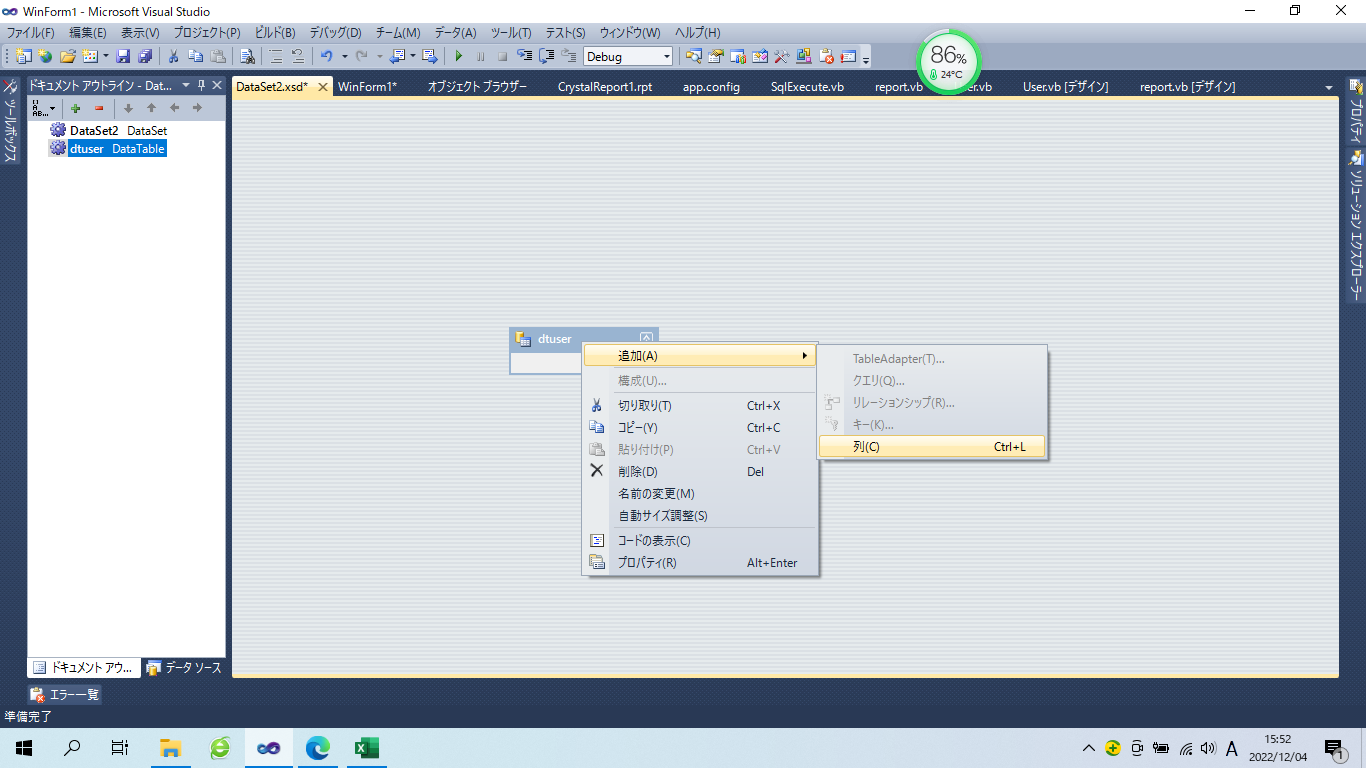 WinForm1 - Microsoft Visual Studio
ファイル(F) 編集(E) 表示(V) プロジェクト(P) ビルド(B) デバッグ(D) チーム(M) データ(A) ツール(T) テスト(S) ウィンドウ(W) ヘルプ(H)
Debug
86%
24°C
ツールボックス
ドキュメント アウトライン - Dat...
DataSet2.xsd* WinForm1* オブジェクト ブラウザー CrystalReport1.rpt app.config SqlExecute.vb report.vb er.vb User.vb [デザイン] report.vb [デザイン]
プロパティ
ソリューション エクスプローラー
DataSet2 DataSet
dtuser DataTable
dtuser
追加(A)
構成(U)...
切り取り(T) Ctrl+X
コピー(Y) Ctrl+C
貼り付け(P) Ctrl+V
削除(D) Del
名前の変更(M)
自動サイズ調整(S)
コードの表示(C)
プロパティ(R) Alt+Enter
TableAdapter(T)...
クエリ(Q)...
リレーションシップ(R)...
キー(K)...
列(C) Ctrl+L
ドキュメント アウ... データ ソース
エラー一覧
準備完了
A
15:52
2022/12/04
1